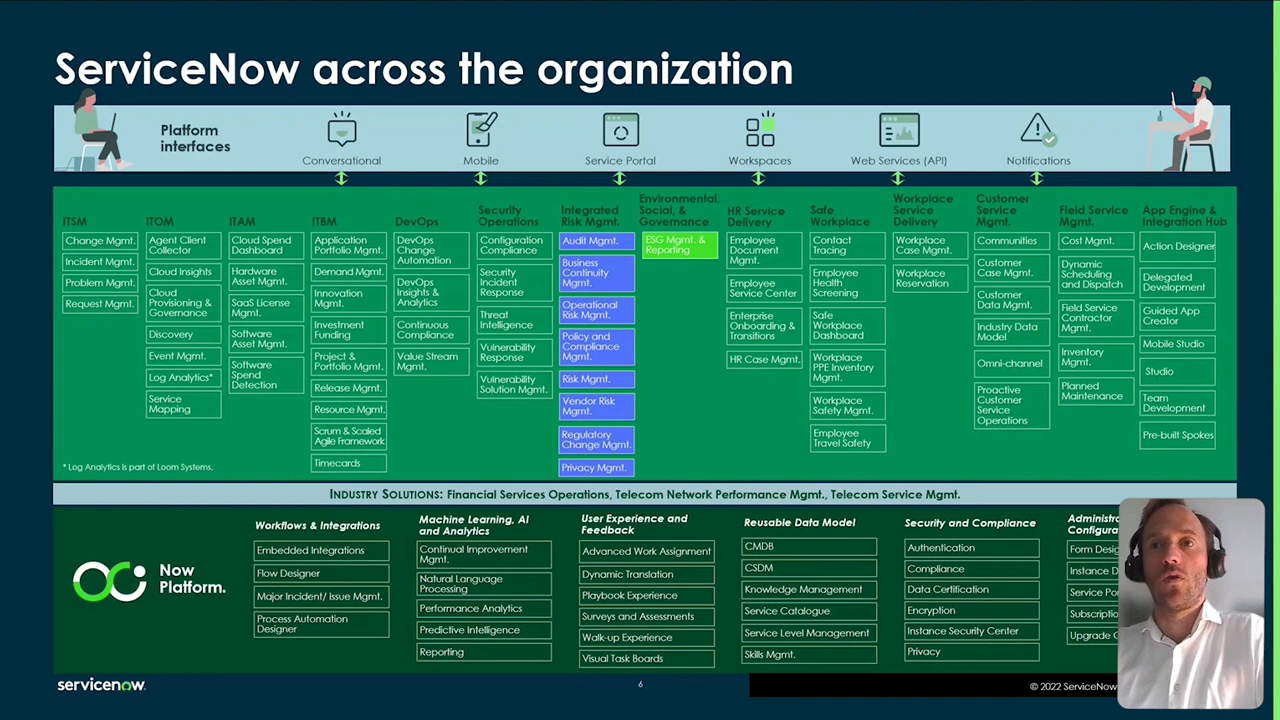 ServiceNow across the organization
Platform
interfaces
Conversational
Mobile
Service Portal
Workspaces
Web Services (API)
Notifications
ITSM
Change Mgmt.
Incident Mgmt.
Problem Mgmt.
Request Mgmt.
ITOM
Agent Client
Collector
Cloud Insights
Cloud
Provisioning &
Governance
Discovery
Event Mgmt.
Log Analytics*
Service
Mapping
ITAM
Cloud Spend
Dashboard
Hardware
Asset Mgmt.
SaaS License
Mgmt.
Software
Asset Mgmt.
Software
Spend
Detection
ITBM
Application
Portfolio Mgmt.
Demand Mgmt.
Innovation
Mgmt.
Investment
Funding
Project &
Portfolio Mgmt.
Release Mgmt.
Resource Mgmt.
Scrum & Scaled
Agile Framework
Timecards
DevOps
DevOps
Change
Automation
DevOps
Insights &
Analytics
Continuous
Compliance
Value Stream
Mgmt.
Security
Operations
Configuration
Compliance
Security
Incident
Response
Threat
Intelligence
Vulnerability
Response
Vulnerability
Solution Mgmt.
Integrated
Risk Mgmt.
Audit Mgmt.
Business
Continuity
Mgmt.
Operational
Risk Mgmt.
Policy and
Compliance
Mgmt.
Risk Mgmt.
Vendor Risk
Mgmt.
Regulatory
Change Mgmt.
Privacy Mgmt.
Environmental,
Social, &
Governance
ESG Mgmt. &
Reporting
HR Service
Delivery
Employee
Document
Mgmt.
Employee
Service Center
Enterprise
Onboarding &
Transitions
HR Case Mgmt.
Safe
Workplace
Contact
Tracing
Employee
Health
Screening
Safe
Workplace
Dashboard
Workplace
PPE Inventory
Mgmt.
Workplace
Safety Mgmt.
Employee
Travel Safety
Workplace
Service
Delivery
Workplace
Case Mgmt.
Workplace
Reservation
Customer
Service
Mgmt.
Communities
Customer
Case Mgmt.
Customer
Data Mgmt.
Industry Data
Model
Omni-channel
Proactive
Customer
Service
Operations
Field Service
Mgmt.
Cost Mgmt.
Dynamic
Scheduling
and Dispatch
Field Service
Contractor
Mgmt.
Inventory
Mgmt.
Planned
Maintenance
App Engine &
Integration Hub
Action Designer
Delegated
Development
Guided App
Creator
Mobile Studio
Studio
Team
Development
Pre-built Spokes
* Log Analytics is part of Loom Systems.
INDUSTRY SOLUTIONS: Financial Services Operations, Telecom Network Performance Mgmt., Telecom Service Mgmt.
Now
Platform.
Workflows & Integrations
Embedded Integrations
Flow Designer
Major Incident/ Issue Mgmt.
Process Automation
Designer
Machine Learning, AI
and Analytics
Continual Improvement
Mgmt.
Natural Language
Processing
Performance Analytics
Predictive Intelligence
Reporting
User Experience and
Feedback
Advanced Work Assignment
Dynamic Translation
Playbook Experience
Surveys and Assessments
Walk-up Experience
Visual Task Boards
Reusable Data Model
CMDB
CSDM
Knowledge Management
Service Catalogue
Service Level Management
Skills Mgmt.
Security and Compliance
Authentication
Compliance
Data Certification
Encryption
Instance Security Center
Privacy
Form
Instance
Service
Upgrade
servicenow.
6
© 2022 ServiceNow